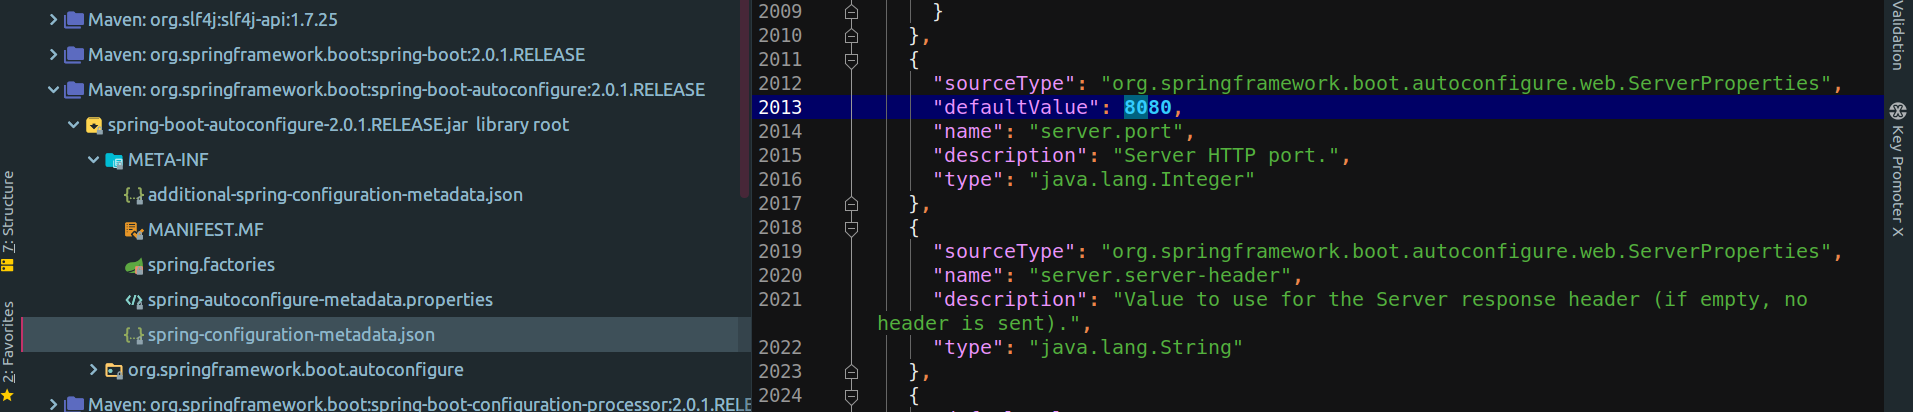 Maven: org.slf4j:slf4j-api:1.7.25
Maven: org.springframework.boot:spring-boot:2.0.1.RELEASE
Maven: org.springframework.boot:spring-boot-autoconfigure:2.0.1.RELEASE
spring-boot-autoconfigure-2.0.1.RELEASE.jar library root
META-INF
additional-spring-configuration-metadata.json
MANIFEST.MF
spring.factories
spring-autoconfigure-metadata.properties
spring-configuration-metadata.json
org.springframework.boot.autoconfigure
Maven: org.springframework.boot:spring-boot-configuration-processor:2.0.1.RELE
7: Structure
2: Favorites
2009 }
2010 },
2011 {
2012 "sourceType": "org.springframework.boot.autoconfigure.web.ServerProperties",
2013 "defaultValue": 8080,
2014 "name": "server.port",
2015 "description": "Server HTTP port.",
2016 "type": "java.lang.Integer"
2017 },
2018 {
2019 "sourceType": "org.springframework.boot.autoconfigure.web.ServerProperties",
2020 "name": "server.server-header",
2021 "description": "Value to use for the Server response header (if empty, no
header is sent).",
2022 "type": "java.lang.String"
2023 },
2024 {
Validation
Key Promoter X